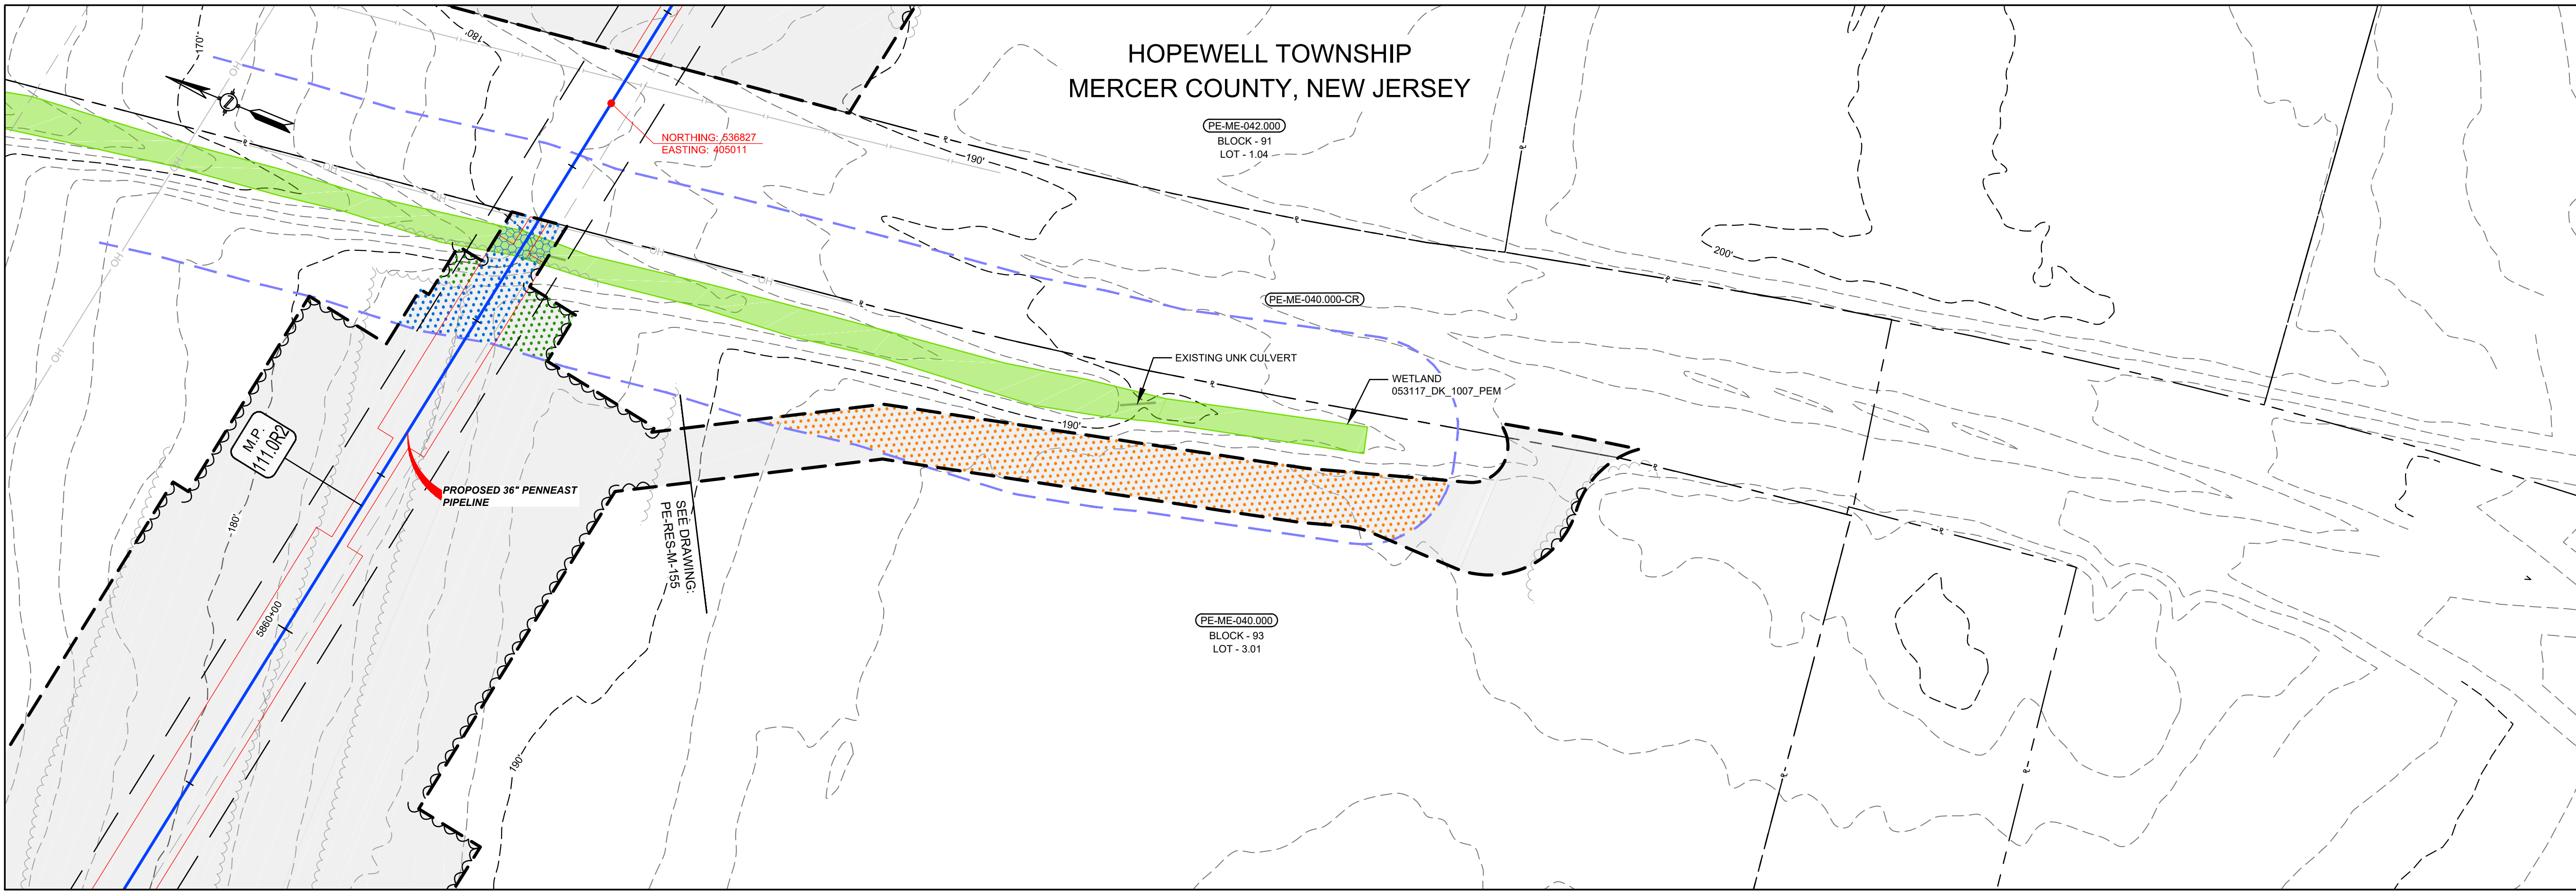 HOPEWELL TOWNSHIP
MERCER COUNTY, NEW JERSEY
PE-ME-042.000
BLOCK - 91
LOT - 1.04
170'
180'
OH
Z
NORTHING: 536827
EASTING: 405011
190'
OH
OH
OH
OH
OH
OH
200'
PE-ME-040.000-CR
EXISTING UNK CULVERT
WETLAND
053117_DK_1007_PEM
190'
M.P.
111.0R2
PROPOSED 36" PENNEAST
PIPELINE
SEE DRAWING:
PE-RES-M-155
180'
5860+00
190'
PE-ME-040.000
BLOCK - 93
LOT - 3.01